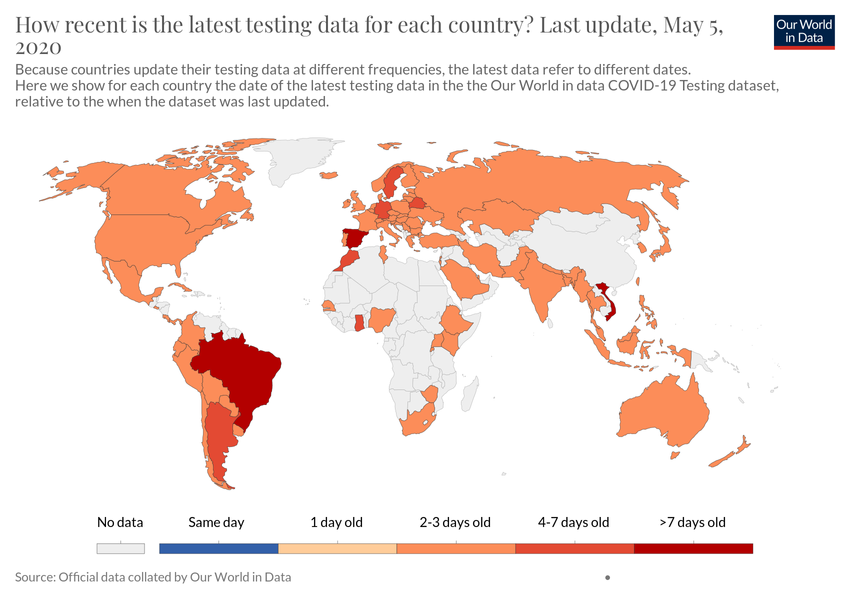 How recent is the latest testing data for each country? Last update, May 5,
2020
Our World
in Data
Because countries update their testing data at different frequencies, the latest data refer to different dates.
Here we show for each country the date of the latest testing data in the the Our World in data COVID-19 Testing dataset,
relative to the when the dataset was last updated.
No data
Same day
1 day old
2-3 days old
4-7 days old
>7 days old
Source: Official data collated by Our World in Data